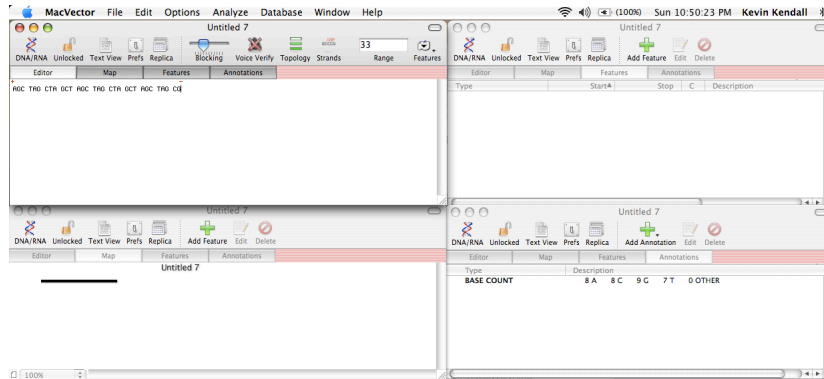 MacVector File Edit Options Analyze Database Window Help (100%) Sun 10:50:23 PM Kevin Kendall
Untitled 7
33
DNA/RNA Unlocked Text View Prefs Replica Blocking Voice Verify Topology Strands Range Features
Editor Map Features Annotations
AGC TAG CTA GCT AGC TAG CTA GCT AGC TAG CG
Untitled 7
DNA/RNA Unlocked Text View Prefs Replica Add Feature Edit Delete
Editor Map Features Annotations
Type Start Stop C Description
Untitled 7
DNA/RNA Unlocked Text View Prefs Replica Add Feature Edit Delete
Editor Map Features Annotations
Untitled 7
100%
Untitled 7
DNA/RNA Unlocked Text View Prefs Replica Add Annotation Edit Delete
Editor Map Features Annotations
Type Description
BASE COUNT 8 A 8 C 9 G 7 T 0 OTHER